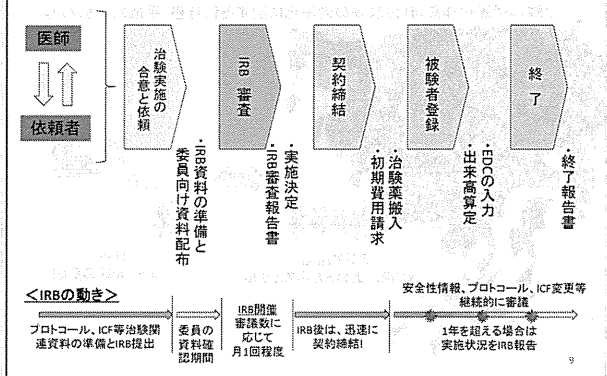 医師
依頼者
治験実施の
合意と依頼
IRB 審査
契約締結
被験者登録
終了
・IRB資料の準備と
委員向け資料配布
・実施決定
・IRB審査報告書
・治験薬搬入
・初期費用請求
・EDCの入力
・出来高算定
・終了報告書
＜IRBの動き＞
プロトコール、ICF等治験関
連資料の準備とIRB提出
委員の
資料確
認期間
IRB開催
審議数に
応じて
月1回程度
IRB後は、迅速に
契約締結!
安全性情報、プロトコール、ICF変更等
継続的に審議
1年を超える場合は
実施状況をIRB報告
9